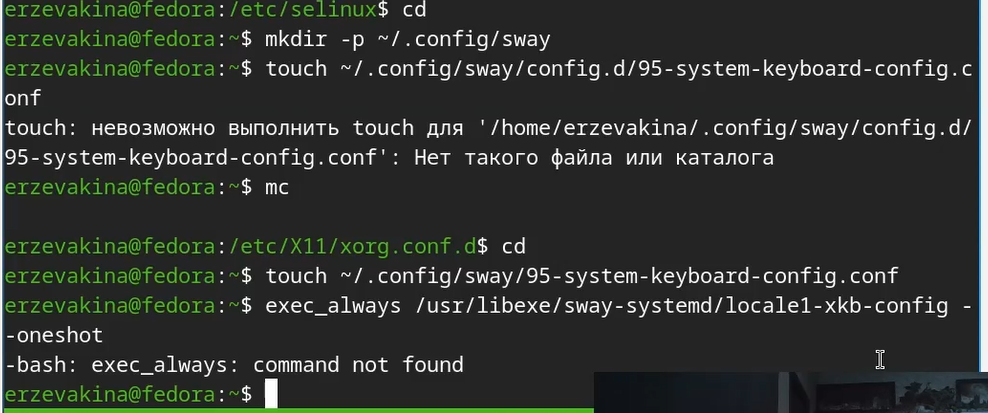 erzevakina@fedora:/etc/selinux$ cd
erzevakina@fedora:~$ mkdir -p ~/.config/sway
erzevakina@fedora:~$ touch ~/.config/sway/config.d/95-system-keyboard-config.c
onf
touch: невозможно выполнить touch для '/home/erzevakina/.config/sway/config.d/
95-system-keyboard-config.conf': Нет такого файла или каталога
erzevakina@fedora:~$ mc
erzevakina@fedora:/etc/X11/xorg.conf.d$ cd
erzevakina@fedora:~$ touch ~/.config/sway/95-system-keyboard-config.conf
erzevakina@fedora:~$ exec_always /usr/libexe/sway-systemd/locale1-xkb-config -
-oneshot
-bash: exec_always: command not found
erzevakina@fedora:~$